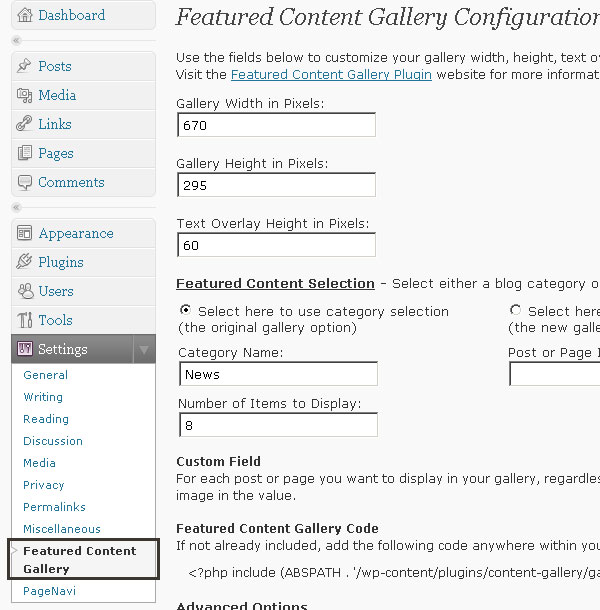 Dashboard
Posts
Media
Links
Pages
Comments
Appearance
Plugins
Users
Tools
Settings
General
Writing
Reading
Discussion
Media
Privacy
Permalinks
Miscellaneous
Featured Content
Gallery
PageNavi
Featured Content Gallery Configuration
Use the fields below to customize your gallery width, height, text
Visit the Featured Content Gallery Plugin website for more
Gallery Width in Pixels:
670
Gallery Height in Pixels:
295
Text Overlay Height in Pixels:
60
Featured Content Selection - Select either a blog category
Select here to use category selection
(the original gallery option)
Select here
(the new
Category Name:
News
Post or Page
Number of Items to Display:
8
Custom Field
For each post or page you want to display in your gallery,
image in the value.
Featured Content Gallery Code
If not already included, add the following code anywhere within
<?php include (ABSPATH . '/wp-content/plugins/content-gallery/
Advanced Options